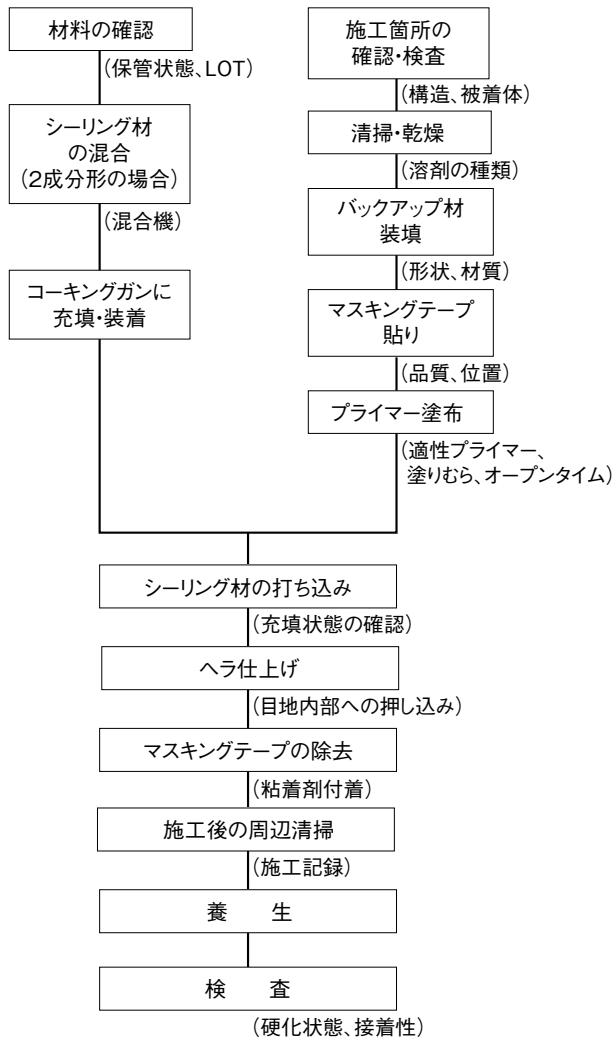 材料の確認
(保管状態、LOT)
シーリング材
の混合
(2成分形の場合)
(混合機)
コーキングガンに
充填・装着
施工箇所の
確認・検査
(構造、被着体)
清掃・乾燥
(溶剤の種類)
バックアップ材
装填
(形状、材質)
マスキングテープ
貼り
(品質、位置)
プライマー塗布
(適性プライマー、
塗りむら、オープンタイム)
シーリング材の打ち込み
(充填状態の確認)
ヘラ仕上げ
(目地内部への押し込み)
マスキングテープの除去
(粘着剤付着)
施工後の周辺清掃
(施工記録)
養　生
検　査
(硬化状態、接着性)